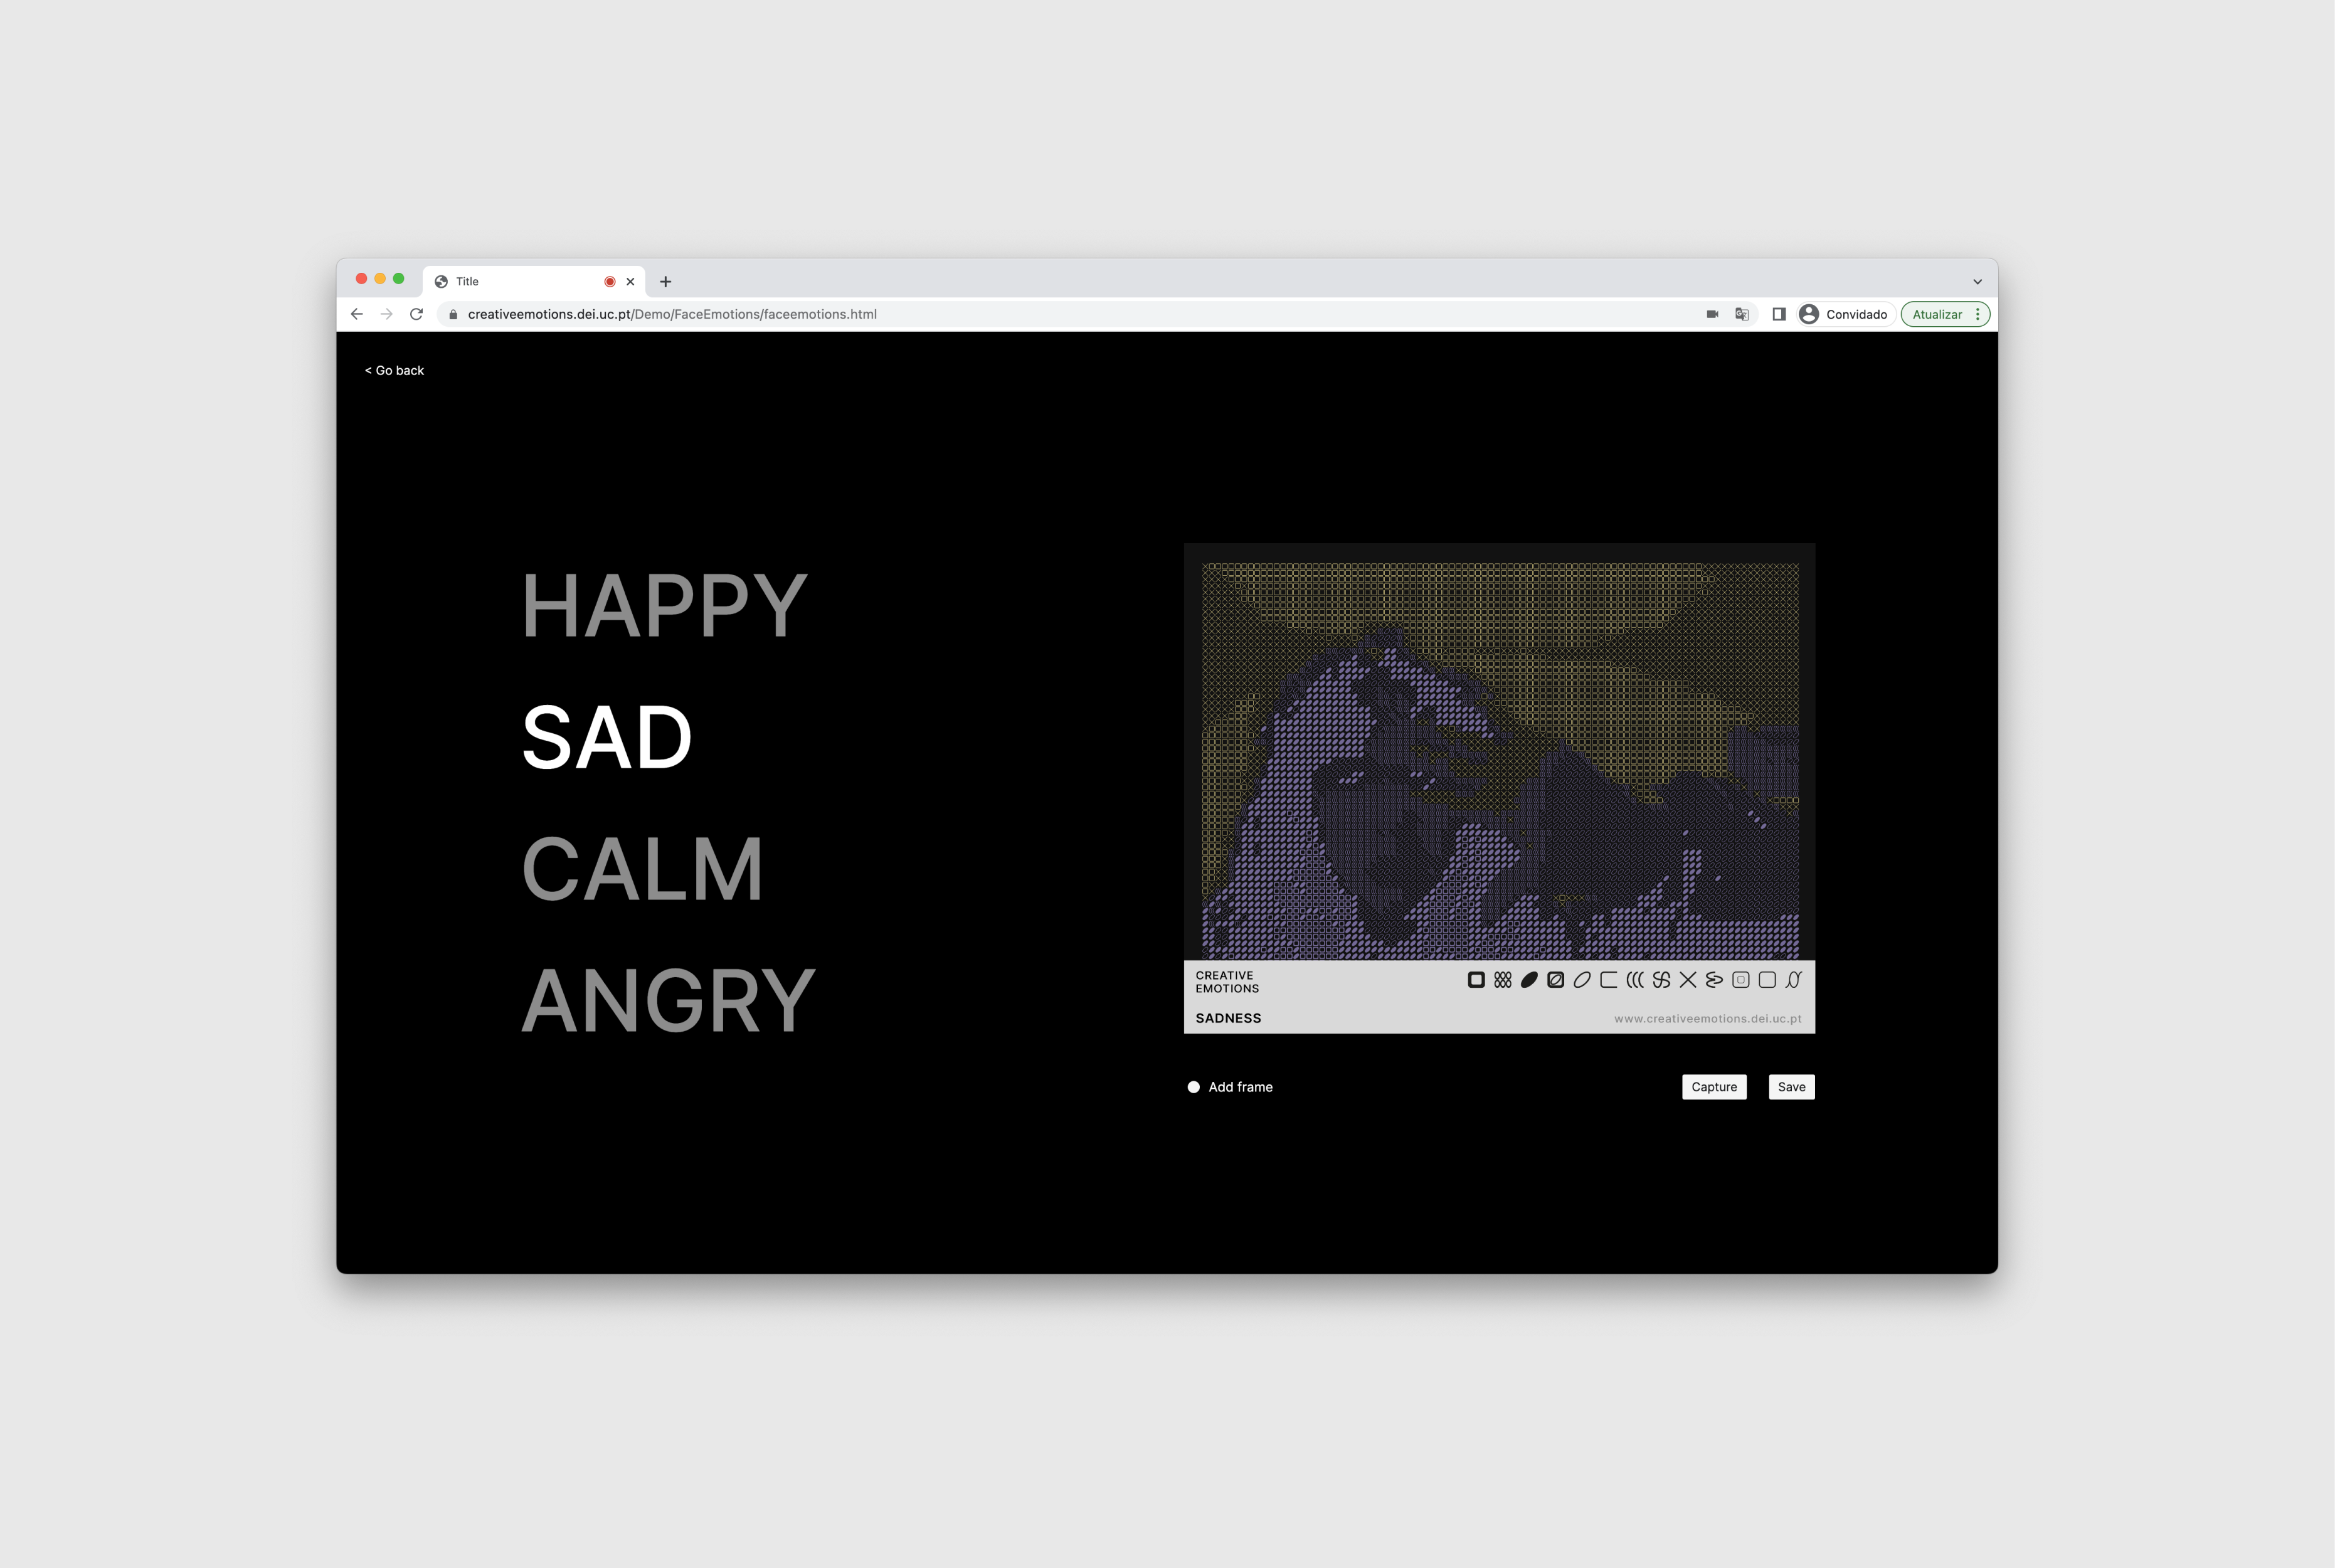 Title
creativeemotions.dei.uc.pt/Demo/FaceEmotions/faceemotions.html
Convidado
Atualizar
< Go back
HAPPY
SAD
CALM
ANGRY
CREATIVE
EMOTIONS
SADNESS
www.creativeemotions.dei.uc.pt
Add frame
Capture
Save